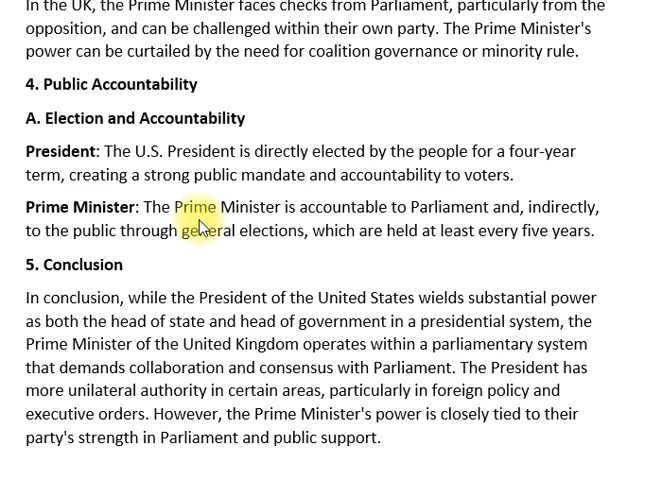 In the UK, the Prime Minister faces checks from Parliament, particularly from the
opposition, and can be challenged within their own party. The Prime Minister's
power can be curtailed by the need for coalition governance or minority rule.
4. Public Accountability
A. Election and Accountability
President: The U.S. President is directly elected by the people for a four-year
term, creating a strong public mandate and accountability to voters.
Prime Minister: The Prime Minister is accountable to Parliament and, indirectly,
to the public through general elections, which are held at least every five years.
5. Conclusion
In conclusion, while the President of the United States wields substantial power
as both the head of state and head of government in a presidential system, the
Prime Minister of the United Kingdom operates within a parliamentary system
that demands collaboration and consensus with Parliament. The President has
more unilateral authority in certain areas, particularly in foreign policy and
executive orders. However, the Prime Minister's power is closely tied to their
party's strength in Parliament and public support.